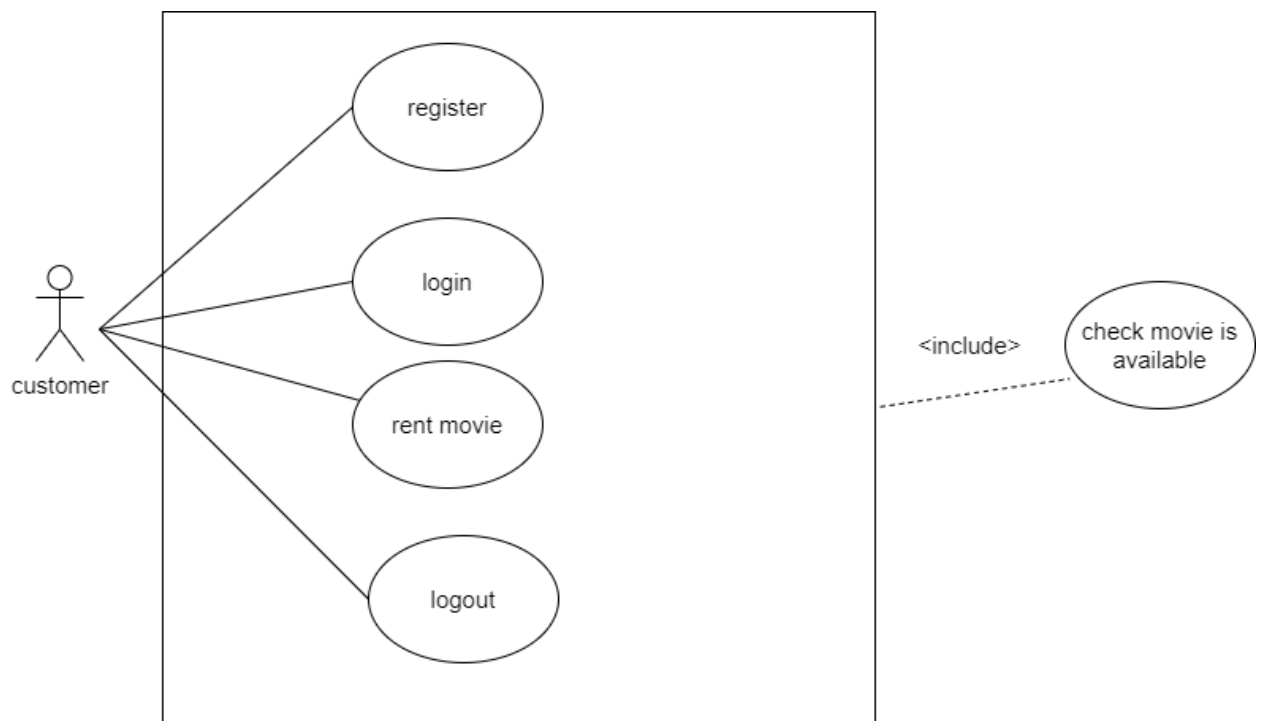 register
login
customer
rent movie
logout
<include>
check movie is
available